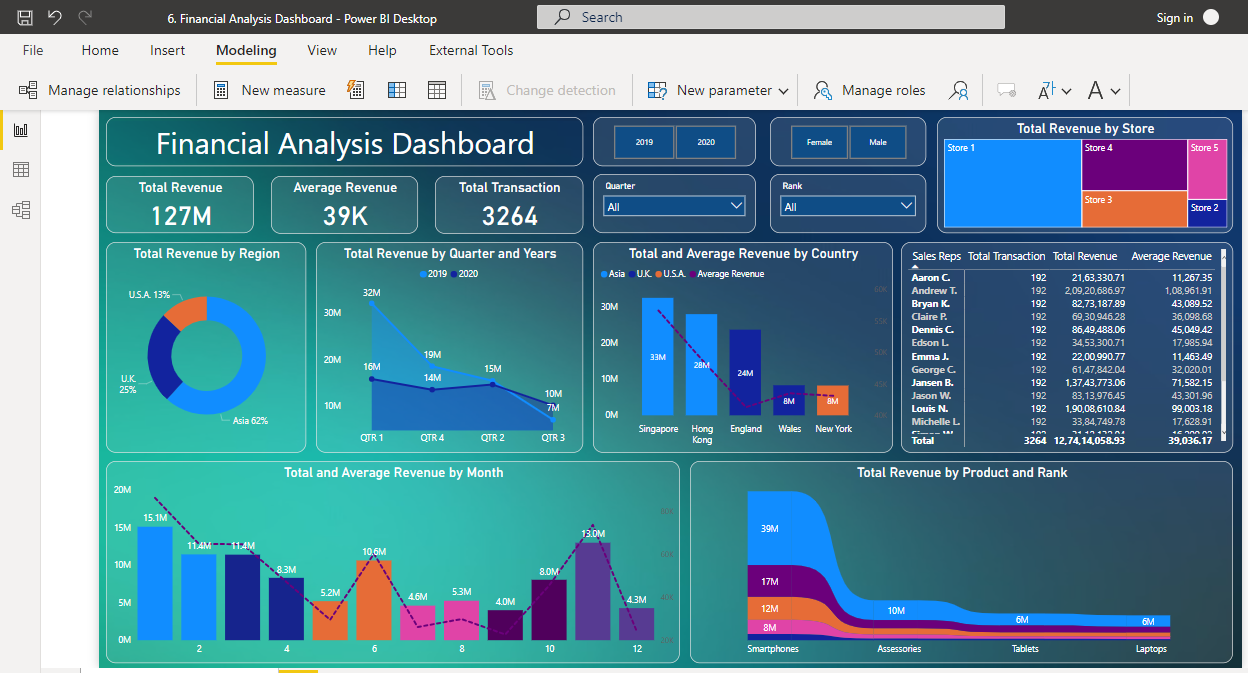 6. Financial Analysis Dashboard - Power BI Desktop
Search
Sign in
File Home Insert Modeling View Help External Tools
Manage relationships
New measure
Change detection
New parameter
Manage roles
Financial Analysis Dashboard
2019 2020
Female Male
Quarter
All
Rank
All
Total Revenue
127M
Average Revenue
39K
Total Transaction
3264
Total Revenue by Store
Store 1
Store 4
Store 5
Store 3
Store 2
Total Revenue by Region
U.S.A. 13%
U.K.
25%
Asia 62%
Total Revenue by Quarter and Years
2019 2020
30M
20M
10M
32M
16M
19M
14M
15M
10M
7M
QTR 1 QTR 4 QTR 2 QTR 3
Total and Average Revenue by Country
Asia U.K. U.S.A. Average Revenue
30M
20M
10M
0M
33M
28M
24M
8M
8M
Singapore Hong Kong England Wales New York
Sales Reps Total Transaction Total Revenue Average Revenue
Aaron C. 192 21,63,330.71 11,267.35
Andrew T. 192 2,09,20,686.97 1,08,961.91
Bryan K. 192 82,73,187.89 43,089.52
Claire P. 192 69,30,946.28 36,098.68
Dennis C. 192 86,49,488.06 45,049.42
Edson L. 192 34,53,300.71 17,985.94
Emma J. 192 22,00,990.77 11,463.49
George C. 192 61,47,842.04 32,020.01
Jansen B. 192 1,37,43,773.06 71,582.15
Jason W. 192 83,13,976.45 43,301.96
Louis N. 192 1,90,08,610.84 99,003.18
Michelle L. 192 33,84,749.78 17,628.91
Total 3264 12,74,14,058.93 39,036.17
Total and Average Revenue by Month
20M
15M
10M
5M
0M
15.1M
11.4M
11.4M
8.3M
5.2M
10.6M
4.6M
5.3M
4.0M
8.0M
13.0M
4.3M
2 4 6 8 10 12
Total Revenue by Product and Rank
39M
17M
12M
8M
10M
6M
6M
Smartphones Assessories Tablets Laptops